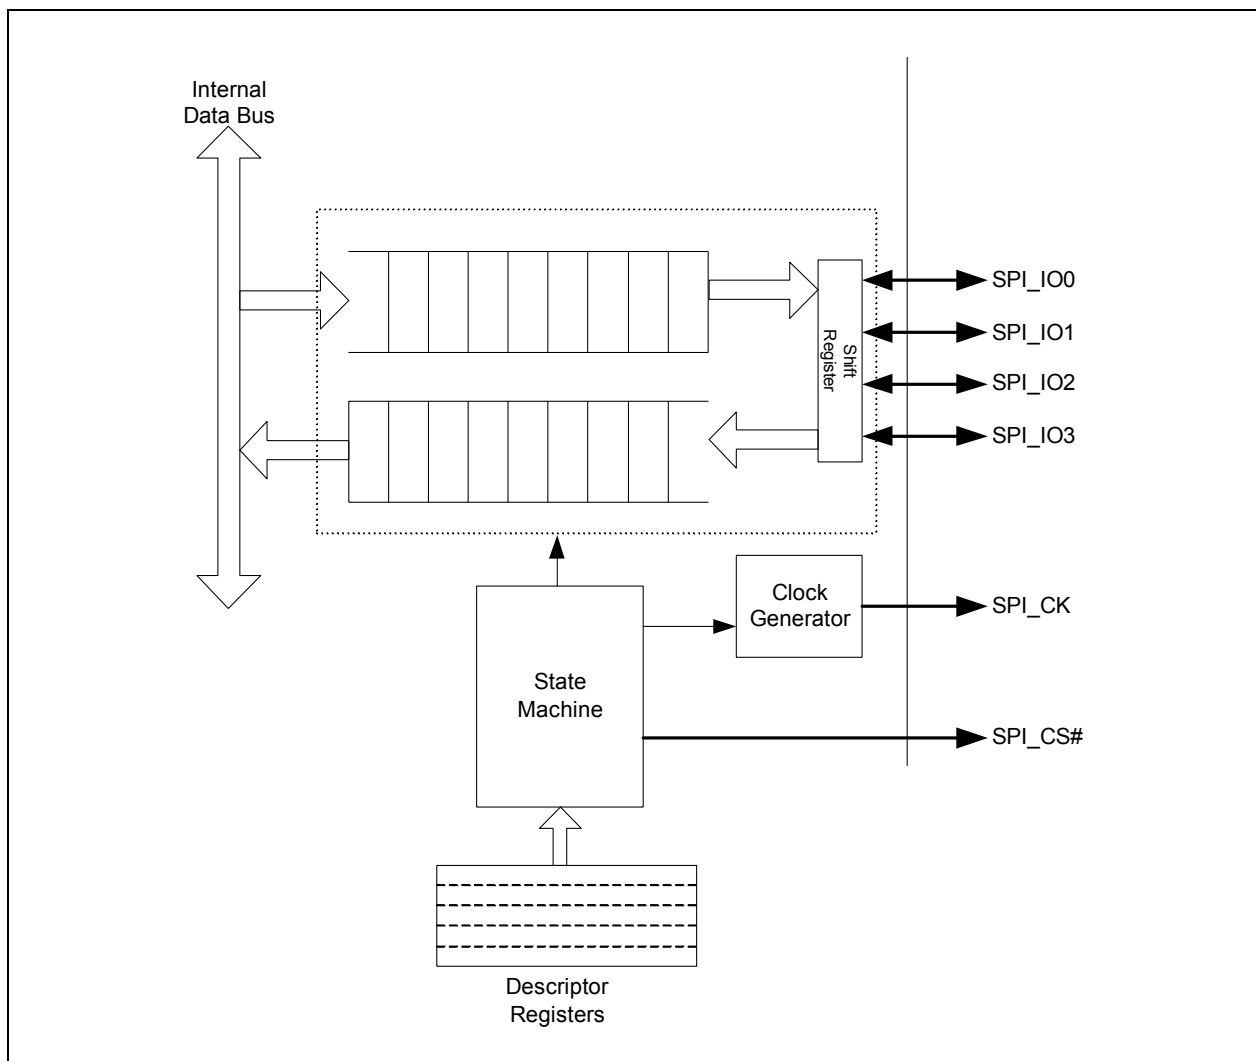 Internal
Data Bus
SPI_IO0
SPI_IO1
Shift
Register
SPI_IO2
SPI_IO3
Clock
Generator
SPI_CK
State
Machine
SPI_CS#
Descriptor
Registers